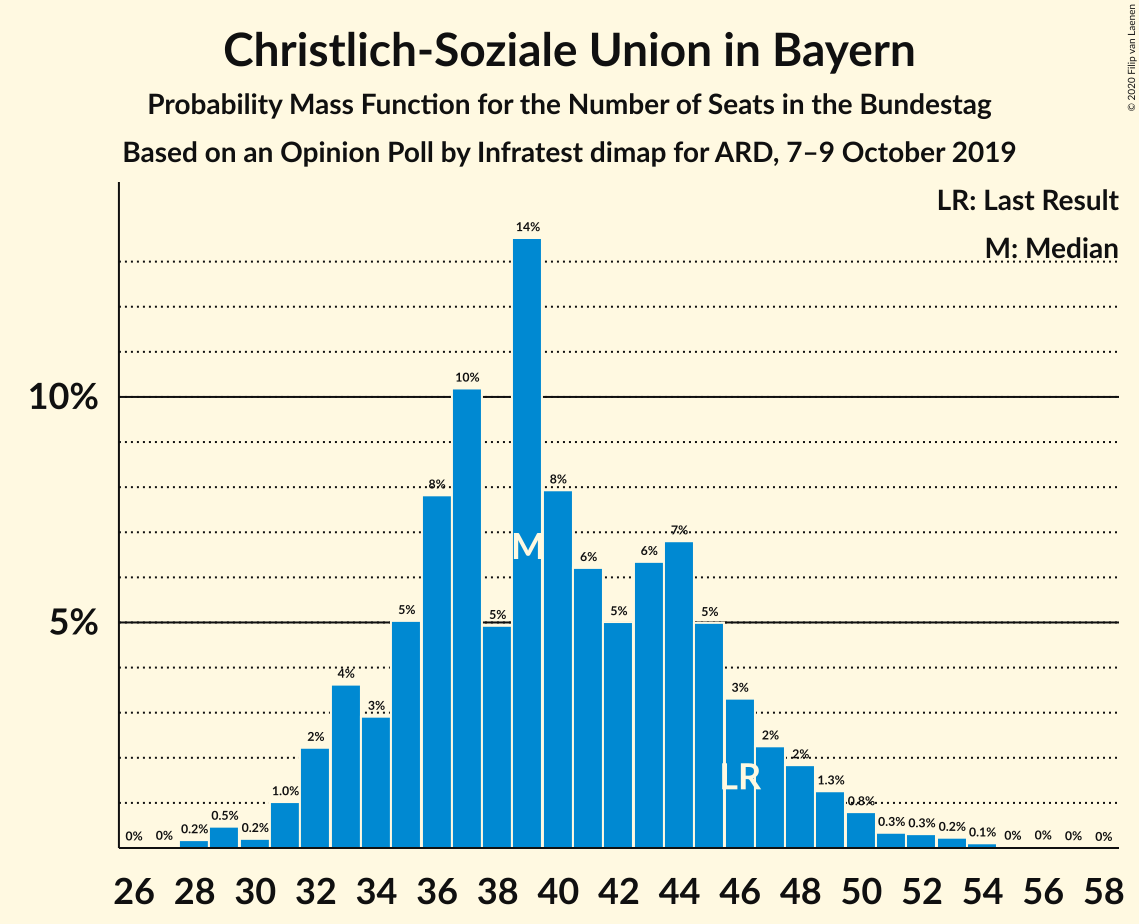 Christlich-Soziale Union in Bayern
Probability Mass Function for the Number of Seats in the Bundestag
Based on an Opinion Poll by Infratest dimap for ARD, 7–9 October 2019
© 2020 Filip van Laenen
LR: Last Result
M: Median
10%
5%
0% 0% 0.2% 0.5% 0.2% 1.0% 2% 4% 3% 5% 8% 10% 5% 14% 8% 6% 5% 6% 7% 5% 3% 2% 2% 1.3% 0.8% 0.3% 0.3% 0.2% 0.1% 0% 0% 0% 0%
M
LR
26 28 30 32 34 36 38 40 42 44 46 48 50 52 54 56 58